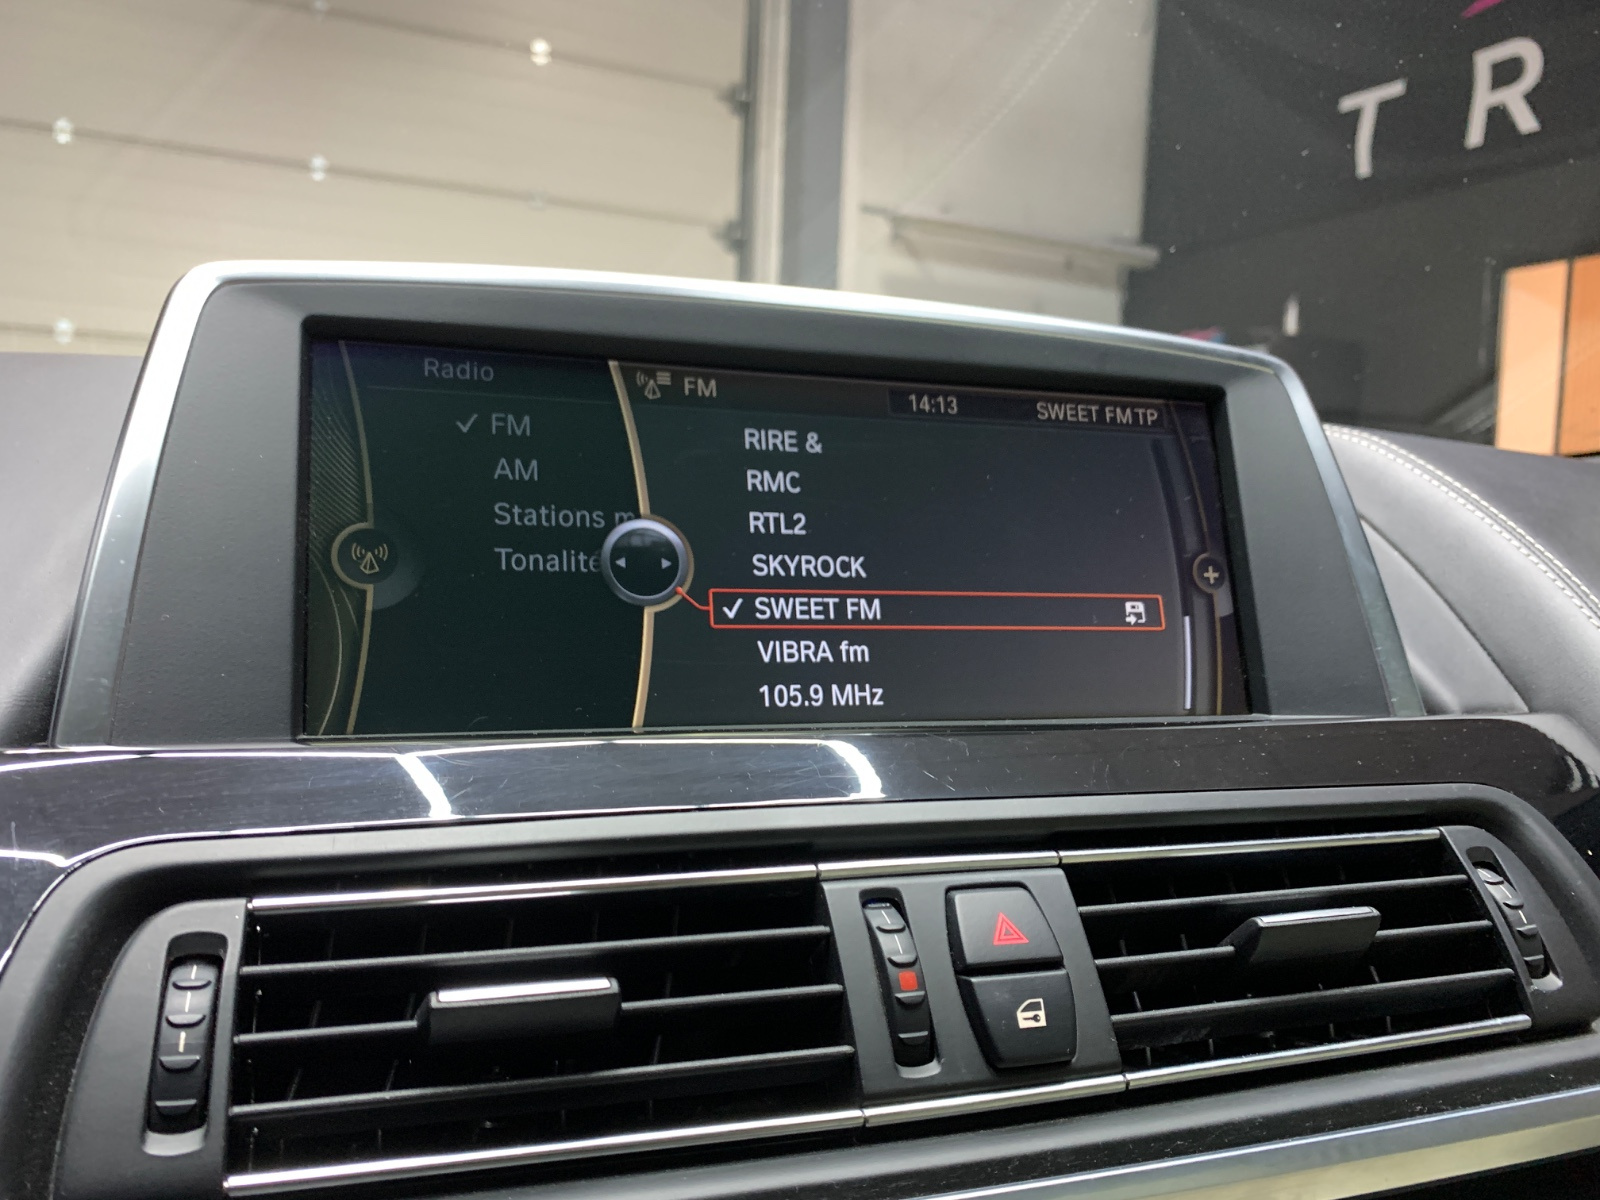 T R
Radio
FM
AM
Stations
Tonalité
FM
14:13
SWEET FM TP
RIRE &
RMC
RTL2
SKYROCK
SWEET FM
VIBRA fm
105.9 MHz